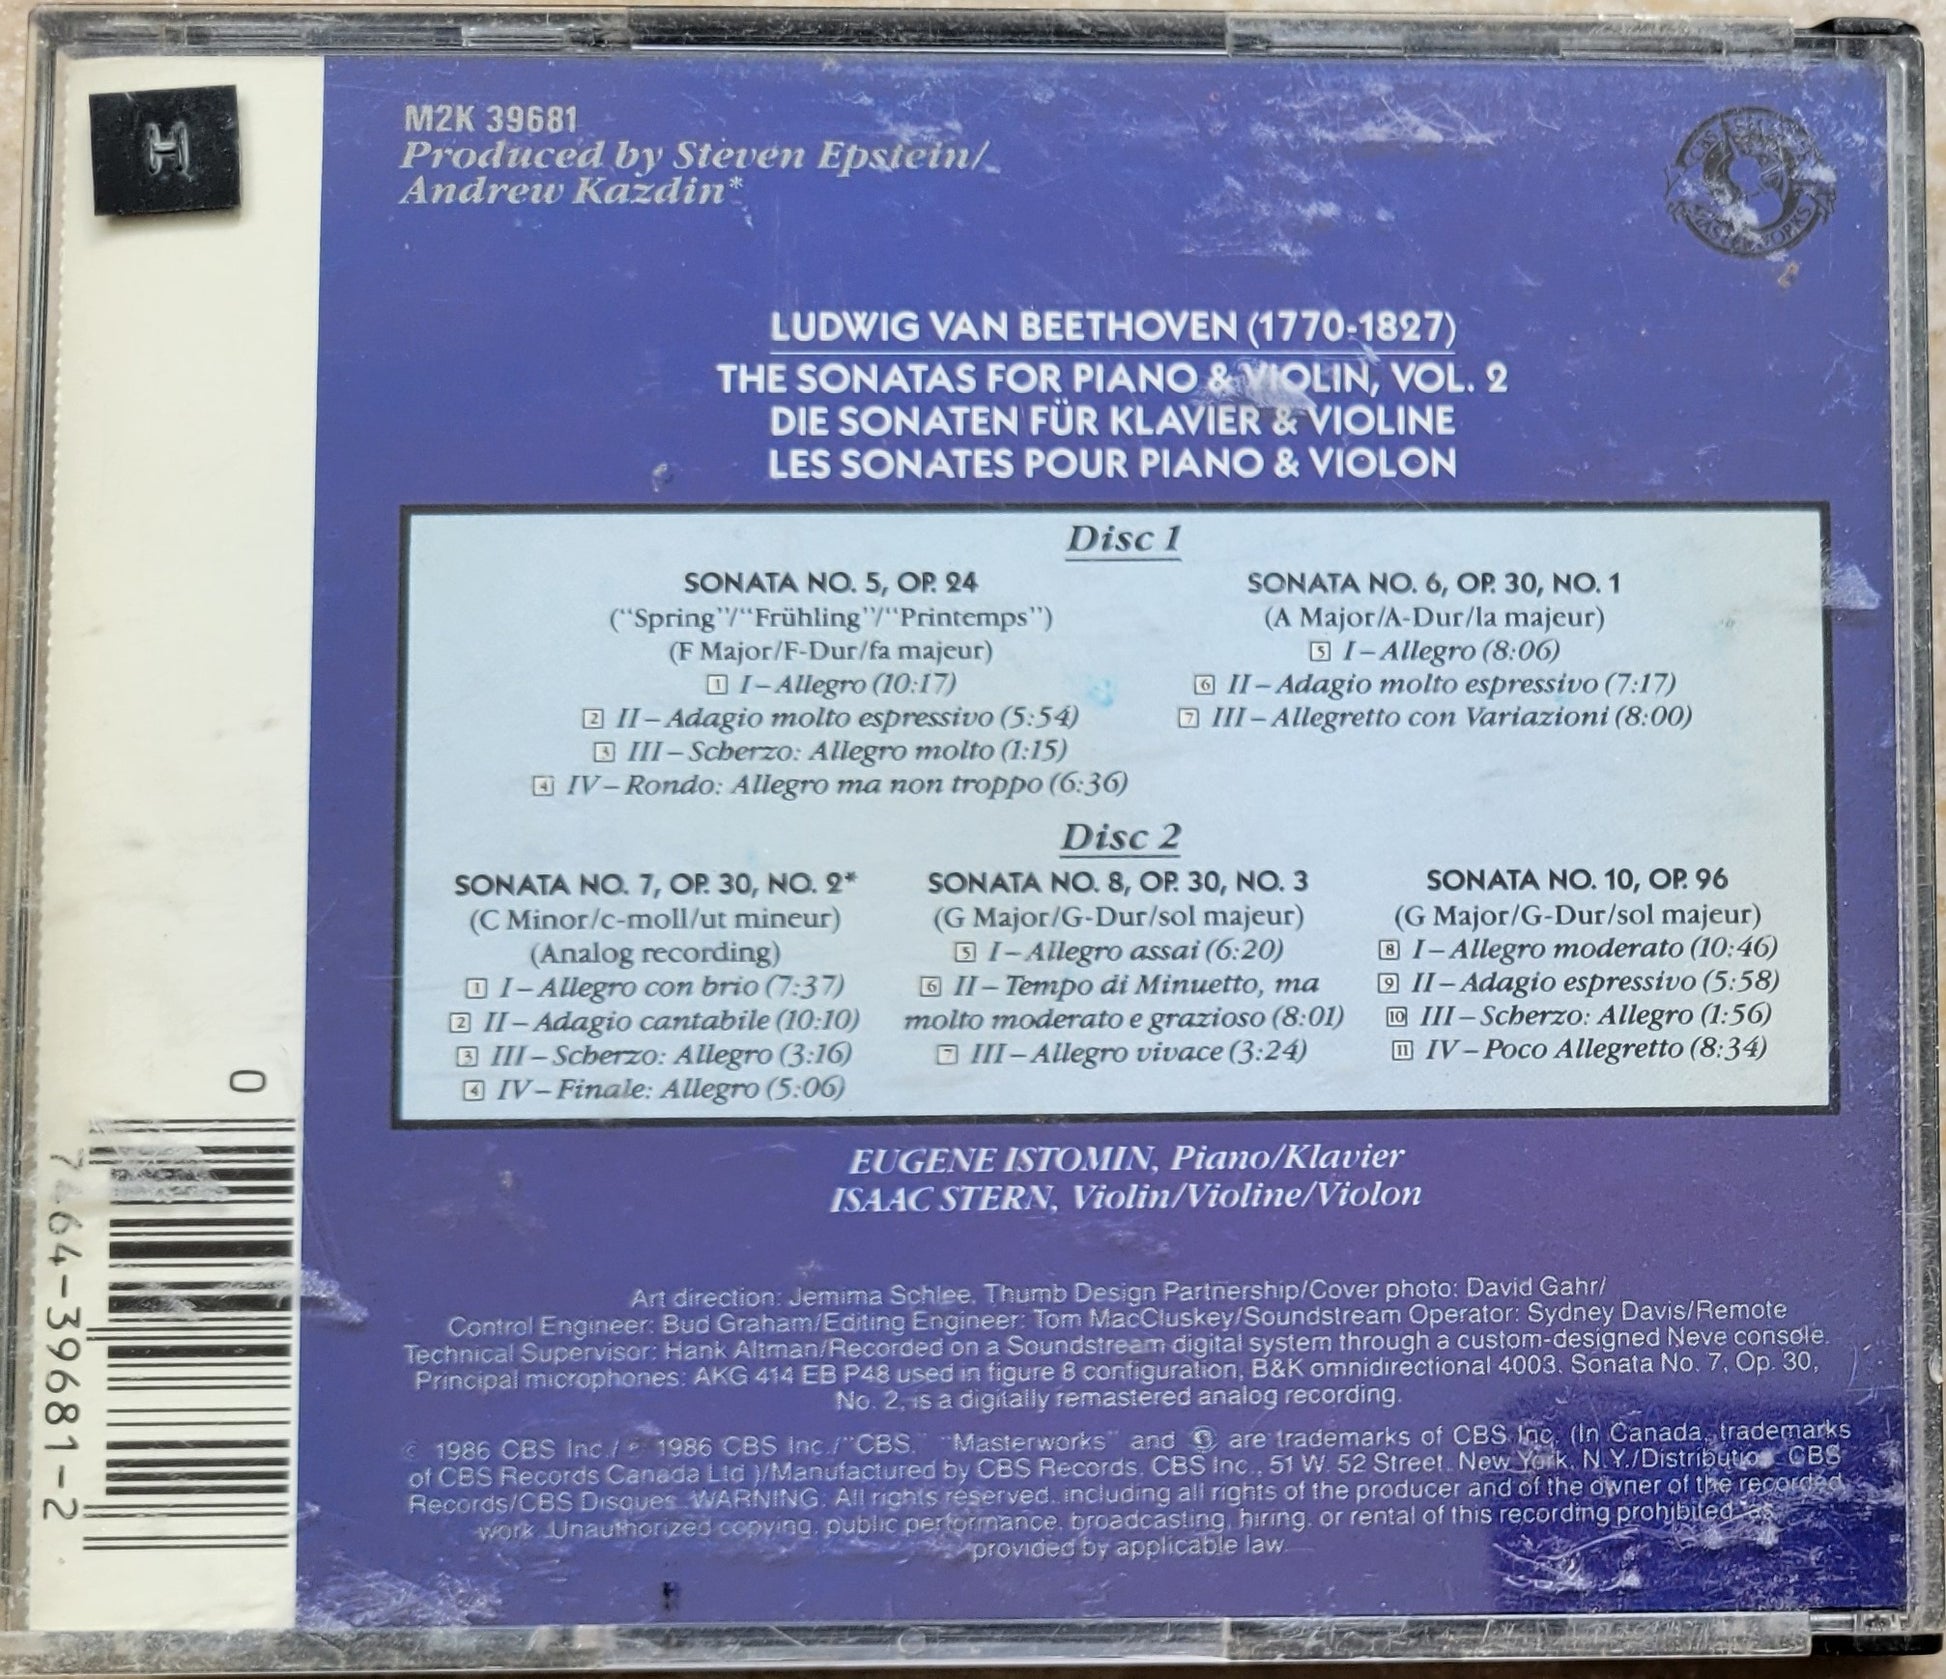 H
M2K 39681
Produced by Steven Epstein/
Andrew Kazdin*
CBS
MASTERWORKS
LUDWIG VAN BEETHOVEN (1770-1827)
THE SONATAS FOR PIANO & VIOLIN, VOL. 2
DIE SONATEN FÜR KLAVIER & VIOLINE
LES SONATES POUR PIANO & VIOLON
Disc 1
SONATA NO. 5, OP. 24
("Spring"/"Frühling"/"Printemps")
(F Major/F-Dur/fa majeur)
1 I – Allegro (10:17)
2 II – Adagio molto espressivo (5:54)
3 III – Scherzo: Allegro molto (1:15)
4 IV – Rondo: Allegro ma non troppo (6:36)
SONATA NO. 6, OP. 30, NO. 1
(A Major/A-Dur/la majeur)
5 I – Allegro (8:06)
6 II – Adagio molto espressivo (7:17)
7 III – Allegretto con Variazioni (8:00)
Disc 2
SONATA NO. 7, OP. 30, NO. 2*
(C Minor/c-moll/ut mineur)
(Analog recording)
1 I – Allegro con brio (7:37)
2 II – Adagio cantabile (10:10)
3 III – Scherzo: Allegro (3:16)
4 IV – Finale: Allegro (5:06)
SONATA NO. 8, OP. 30, NO. 3
(G Major/G-Dur/sol majeur)
5 I – Allegro assai (6:20)
6 II – Tempo di Minuetto, ma
molto moderato e grazioso (8:01)
7 III – Allegro vivace (3:24)
SONATA NO. 10, OP. 96
(G Major/G-Dur/sol majeur)
8 I – Allegro moderato (10:46)
9 II – Adagio espressivo (5:58)
10 III – Scherzo: Allegro (1:56)
11 IV – Poco Allegretto (8:34)
EUGENE ISTOMIN, Piano/Klavier
ISAAC STERN, Violin/Violine/Violon
Art direction: Jemima Schlee, Thumb Design Partnership/Cover photo: David Gahr/
Control Engineer: Bud Graham/Editing Engineer: Tom MacCluskey/Soundstream Operator: Sydney Davis/Remote
Technical Supervisor: Hank Altman/Recorded on a Soundstream digital system through a custom-designed Neve console.
Principal microphones: AKG 414 EB P48 used in figure 8 configuration, B&K omnidirectional 4003. Sonata No. 7, Op. 30,
No. 2, is a digitally remastered analog recording.
© 1986 CBS Inc./℗ 1986 CBS Inc./"CBS," "Masterworks" and are trademarks of CBS Inc. (In Canada, trademarks
of CBS Records Canada Ltd.)/Manufactured by CBS Records, CBS Inc., 51 W. 52 Street, New York, N.Y./Distribution CBS
Records/CBS Disques. WARNING: All rights reserved, including all rights of the producer and of the owner of the recorded
work. Unauthorized copying, public performance, broadcasting, hiring, or rental of this recording prohibited as
provided by applicable law.
0
7464-39681-2